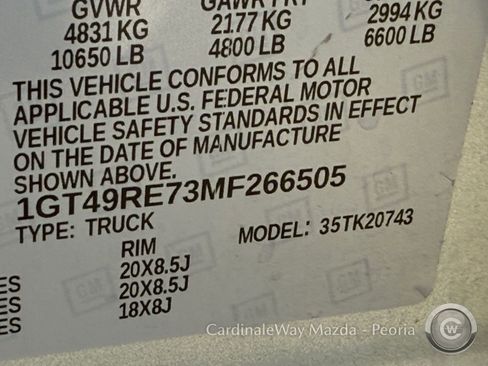 GVWR GAWR FRT
4831 KG 2177 KG 2994 KG
10650 LB 4800 LB 6600 LB
THIS VEHICLE CONFORMS TO ALL
APPLICABLE U.S. FEDERAL MOTOR
VEHICLE SAFETY STANDARDS IN EFFECT
ON THE DATE OF MANUFACTURE
SHOWN ABOVE.
1GT49RE73MF266505
TYPE: TRUCK MODEL: 35TK20743
RIM
ES 20X8.5J
ES 20X8.5J
ES 18X8J
GM
CardinaleWay Mazda - Peoria
CW